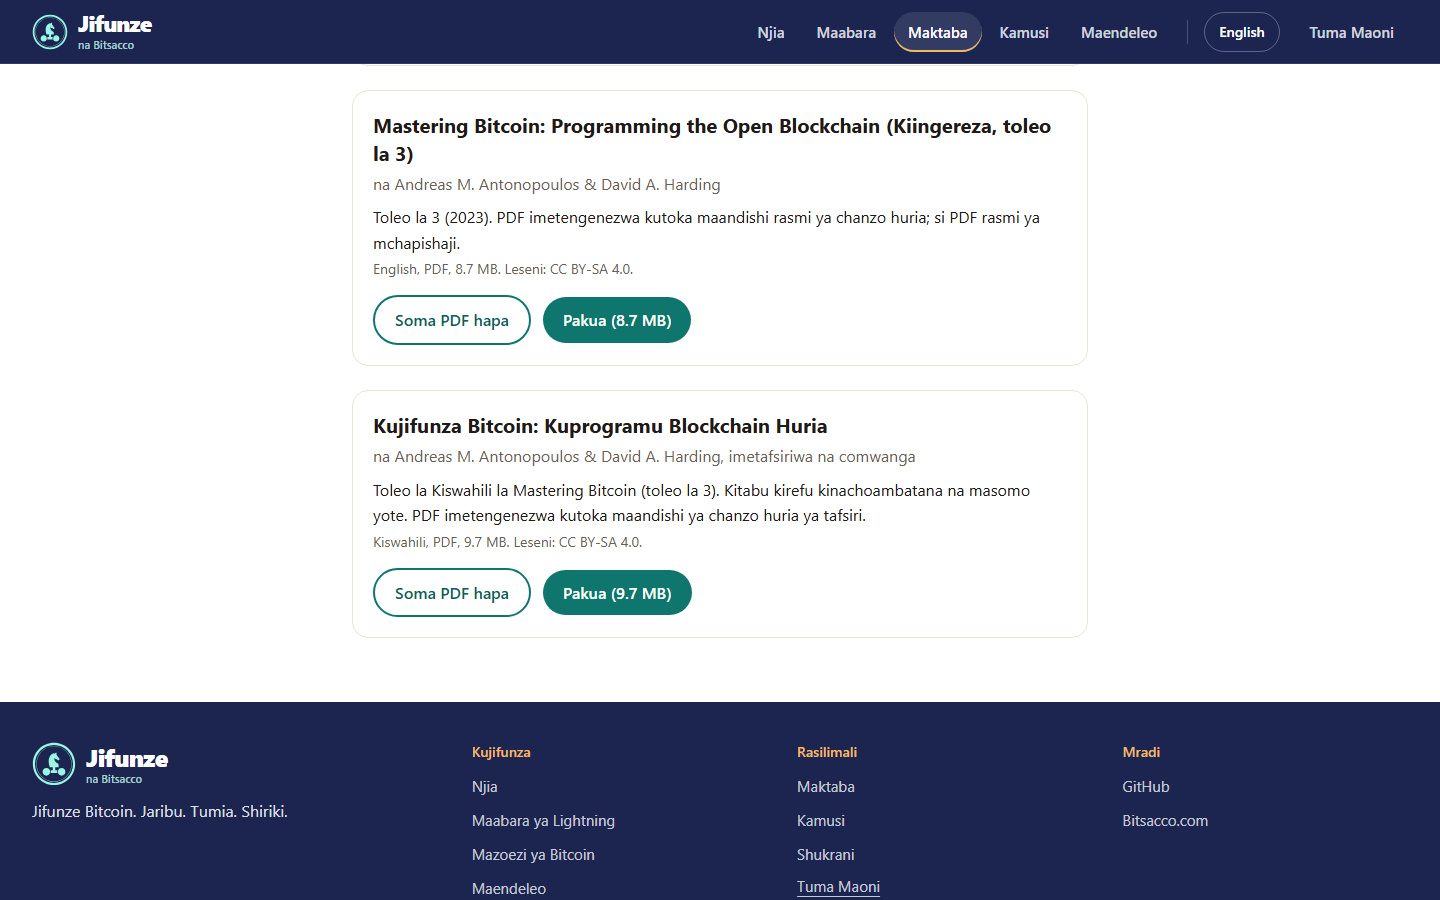 Jifunze
na Bitsacco
Njia
Maabara
Maktaba
Kamusi
Maendeleo
English
Tuma Maoni
Mastering Bitcoin: Programming the Open Blockchain (Kiingereza, toleo
la 3)
na Andreas M. Antonopoulos & David A. Harding
Toleo la 3 (2023). PDF imetengenezwa kutoka maandishi rasmi ya chanzo huria; si PDF rasmi ya
mchapishaji.
English, PDF, 8.7 MB. Leseni: CC BY-SA 4.0.
Soma PDF hapa
Pakua (8.7 MB)
Kujifunza Bitcoin: Kuprogramu Blockchain Huria
na Andreas M. Antonopoulos & David A. Harding, imetafsiriwa na comwanga
Toleo la Kiswahili la Mastering Bitcoin (toleo la 3). Kitabu kirefu kinachoambatana na masomo
yote. PDF imetengenezwa kutoka maandishi ya chanzo huria ya tafsiri.
Kiswahili, PDF, 9.7 MB. Leseni: CC BY-SA 4.0.
Soma PDF hapa
Pakua (9.7 MB)
Jifunze
na Bitsacco
Jifunze Bitcoin. Jaribu. Tumia. Shiriki.
Kujifunza
Njia
Maabara ya Lightning
Mazoezi ya Bitcoin
Maendeleo
Rasilimali
Maktaba
Kamusi
Shukrani
Tuma Maoni
Mradi
GitHub
Bitsacco.com